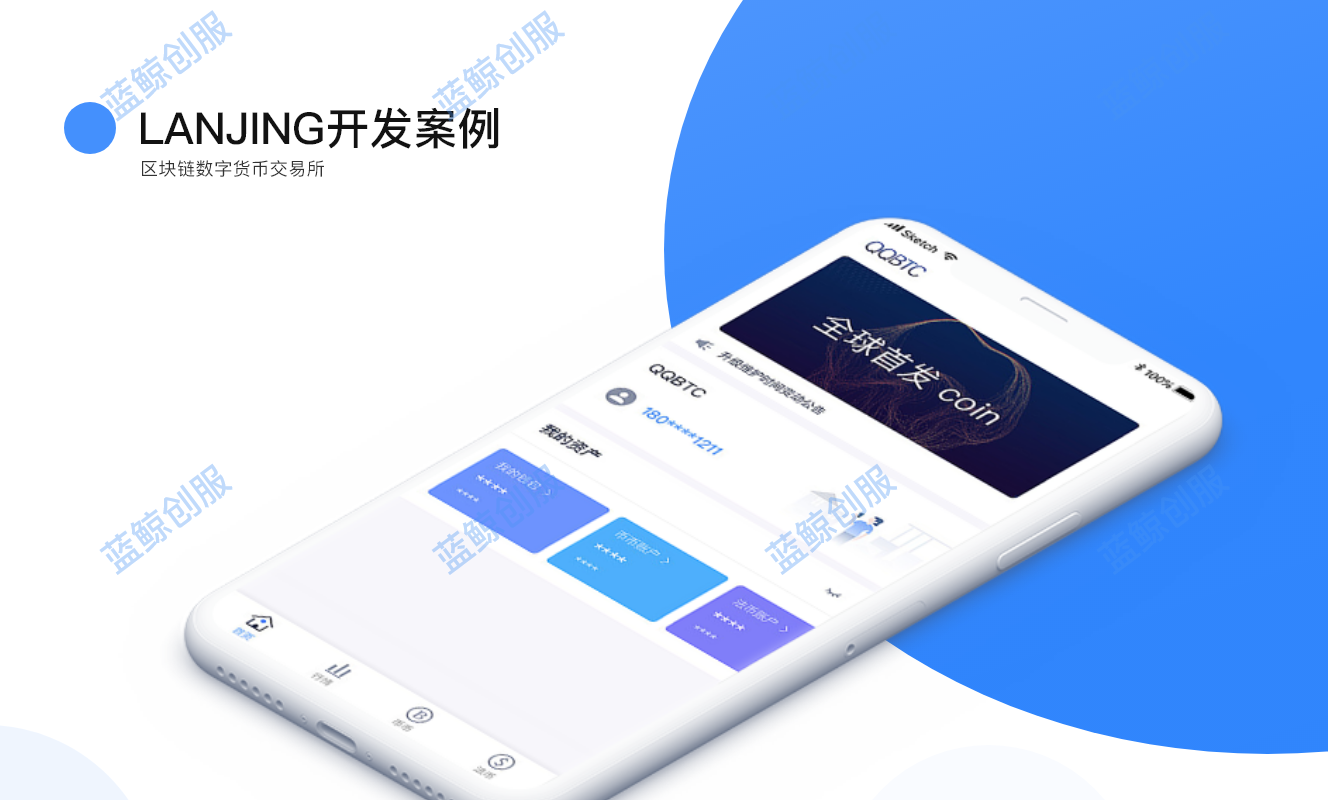 蓝鲸创服
蓝鲸创服
LANJING开发案例
区块链数字货币交易所
Sketch
100%
QQBTC
全球首发 coin
升级维护时间变动公告
QQBTC
180****1211
我的资产
我的钱包 >
****
****
币币账户 >
****
****
法币账户 >
****
****
蓝鲸创服
蓝鲸创服
蓝鲸创服
蓝鲸创服
首页
行情
币币
法币